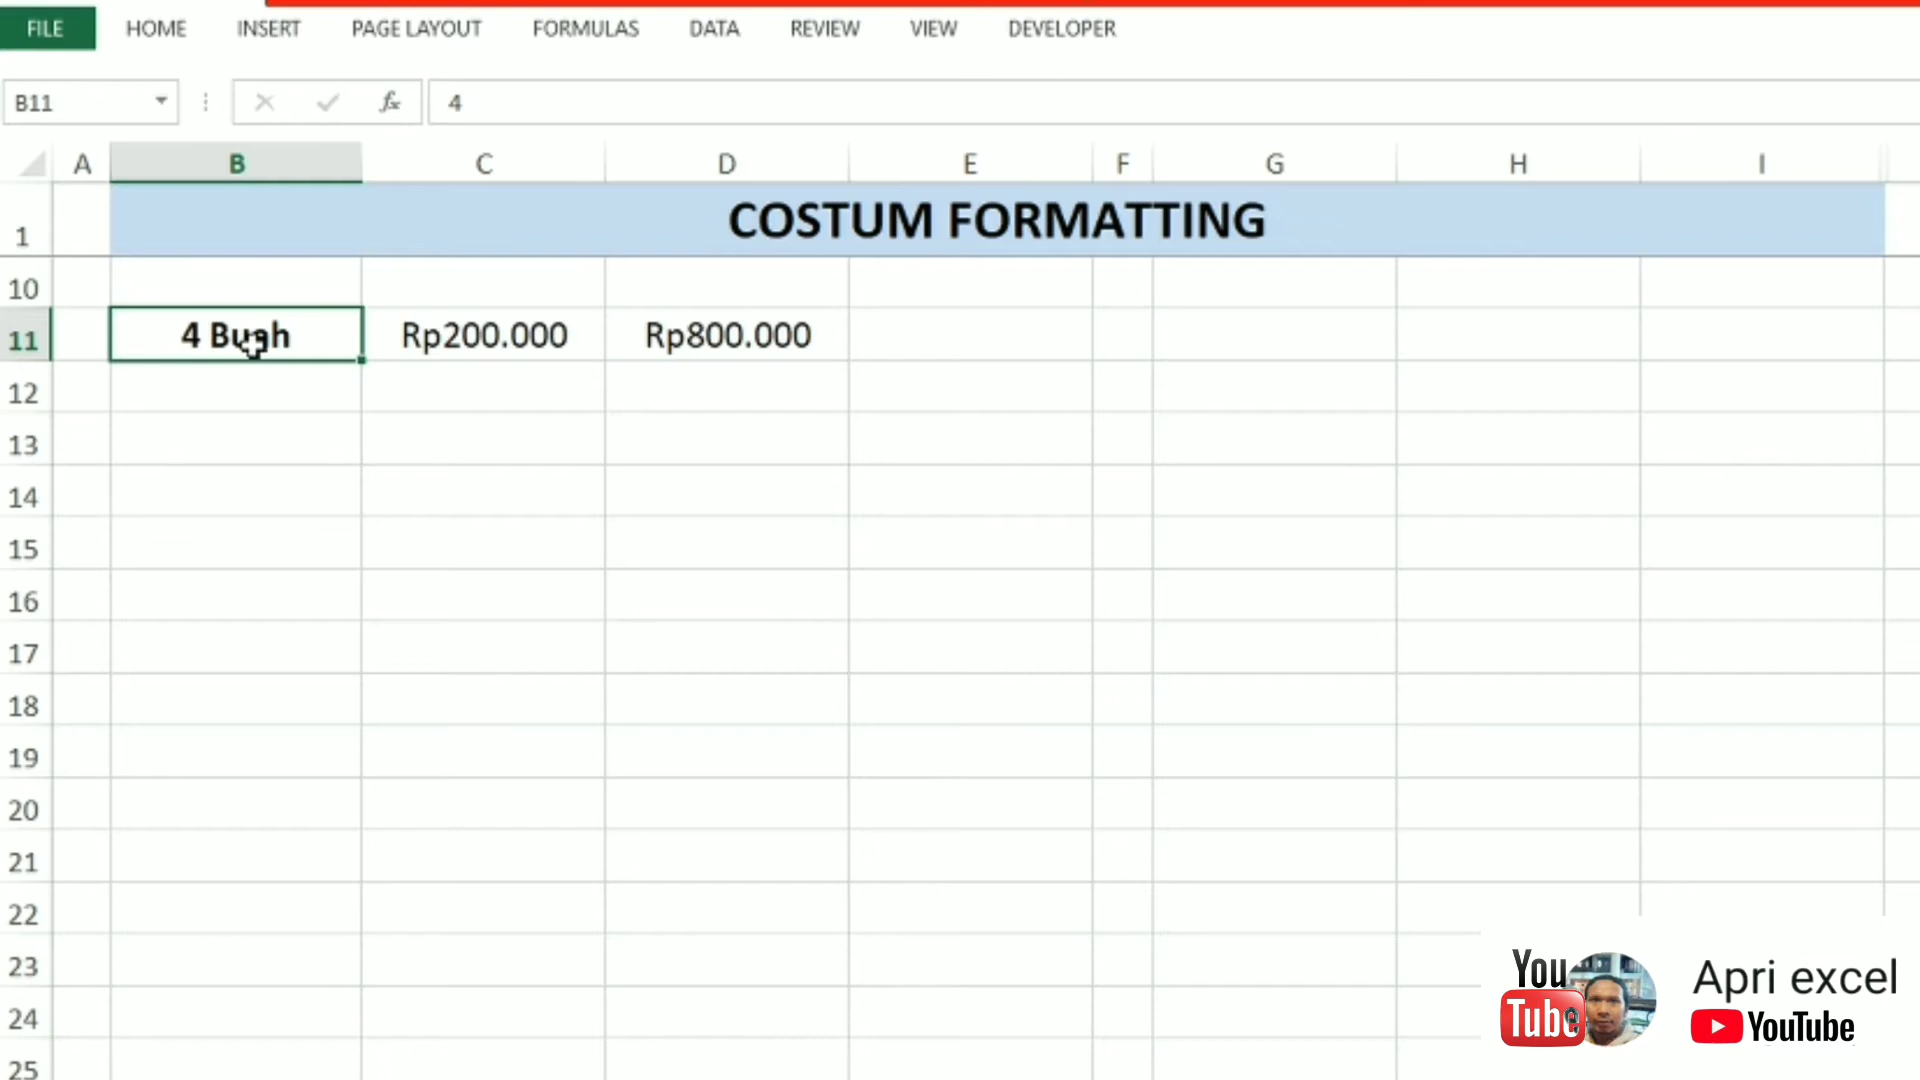 FILE HOME INSERT PAGE LAYOUT FORMULAS DATA REVIEW VIEW DEVELOPER
B11 fx 4
A B C D E F G H I
1 COSTUM FORMATTING
10
11 4 Buah Rp200.000 Rp800.000
12
13
14
15
16
17
18
19
20
21
22
23
24
25
You Tube
Apri excel
YouTube